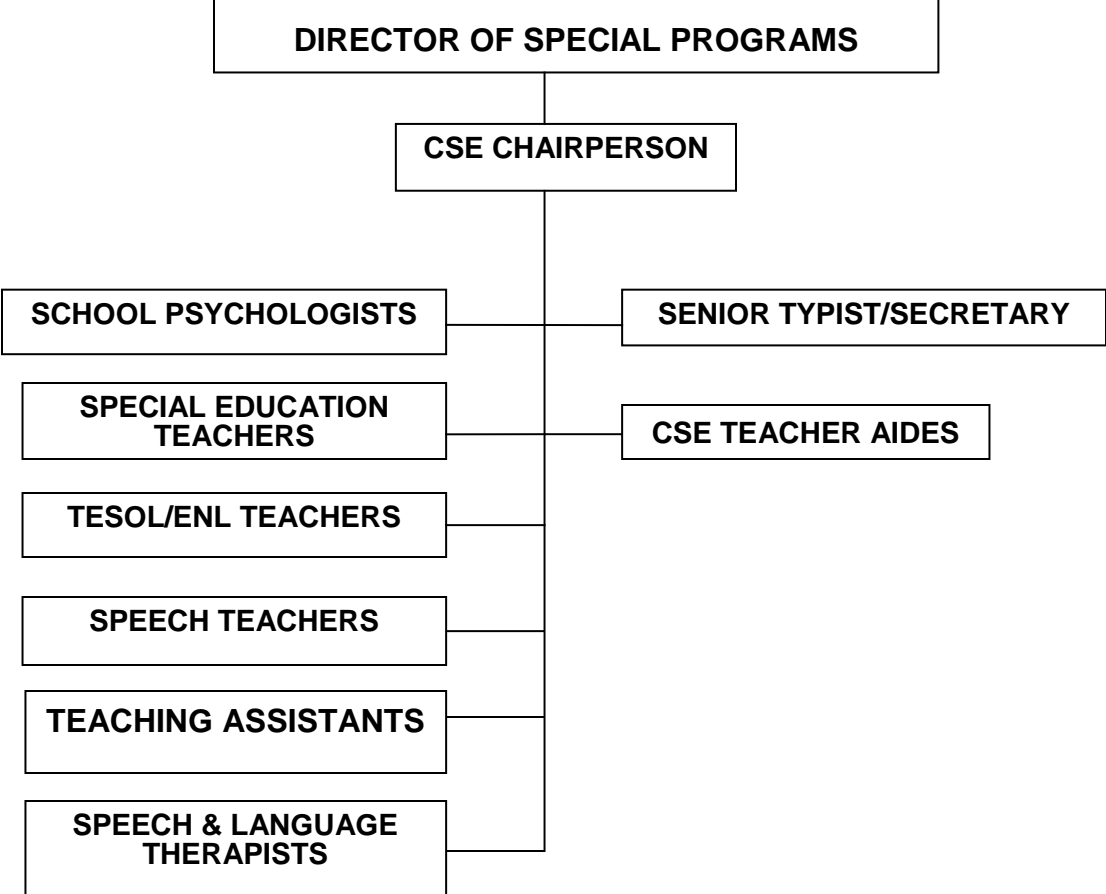 DIRECTOR OF SPECIAL PROGRAMS
CSE CHAIRPERSON
SCHOOL PSYCHOLOGISTS
SENIOR TYPIST/SECRETARY
SPECIAL EDUCATION
TEACHERS
CSE TEACHER AIDES
TESOL/ENL TEACHERS
SPEECH TEACHERS
TEACHING ASSISTANTS
SPEECH & LANGUAGE
THERAPISTS